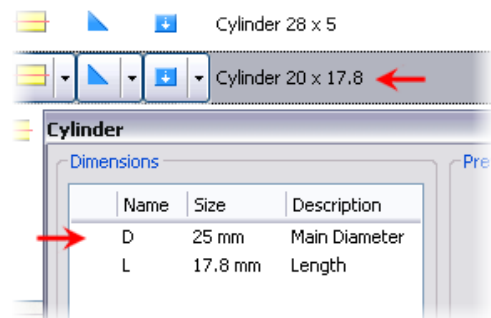 Cylinder 28 x 5
Cylinder 20 x 17.8
Cylinder
Dimensions Pre
Name Size Description
D 25 mm Main Diameter
L 17.8 mm Length